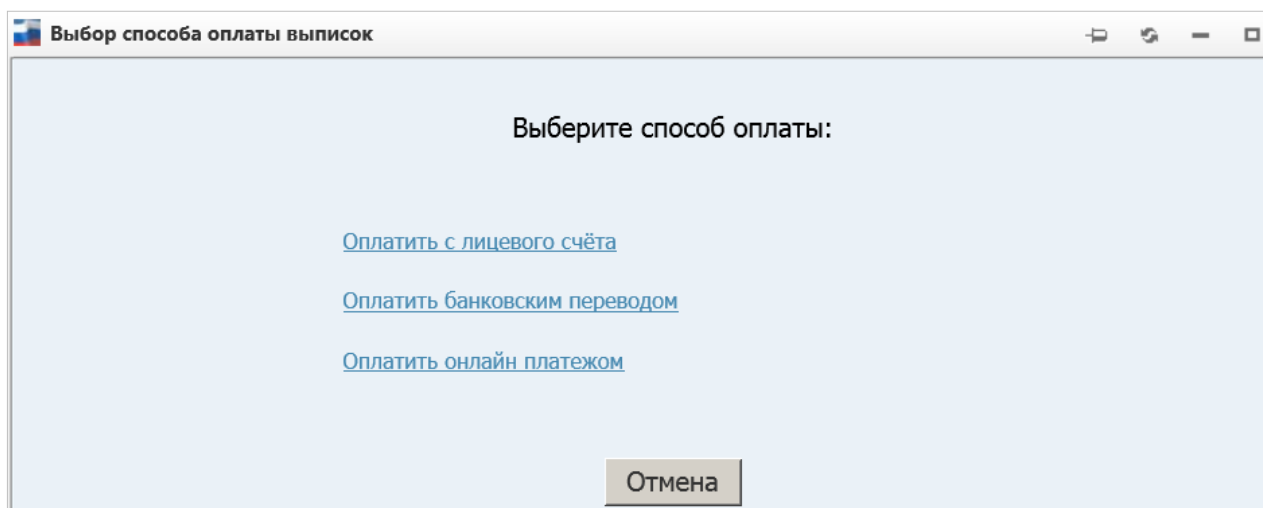 Выбор способа оплаты выписок
Выберите способ оплаты:
Оплатить с лицевого счёта
Оплатить банковским переводом
Оплатить онлайн платежом
Отмена